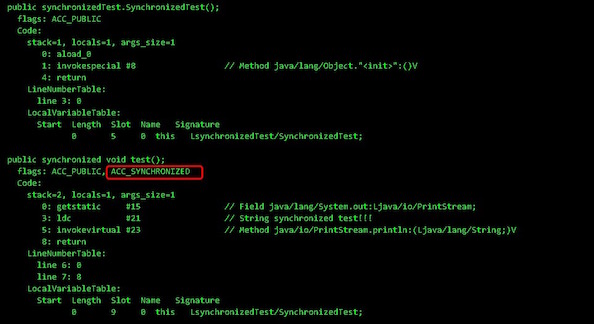 public synchronizedTest.SynchronizedTest();
flags: ACC_PUBLIC
Code:
stack=1, locals=1, args_size=1
0: aload_0
1: invokespecial #8 // Method java/lang/Object."<init>":()V
4: return
LineNumberTable:
line 3: 0
LocalVariableTable:
Start Length Slot Name Signature
0 5 0 this LsynchronizedTest/SynchronizedTest;
public synchronized void test();
flags: ACC_PUBLIC, ACC_SYNCHRONIZED
Code:
stack=2, locals=1, args_size=1
0: getstatic #15 // Field java/lang/System.out:Ljava/io/PrintStream;
3: ldc #21 // String synchronized test!!!
5: invokevirtual #23 // Method java/io/PrintStream.println:(Ljava/lang/String;)V
8: return
LineNumberTable:
line 6: 0
line 7: 8
LocalVariableTable:
Start Length Slot Name Signature
0 9 0 this LsynchronizedTest/SynchronizedTest;